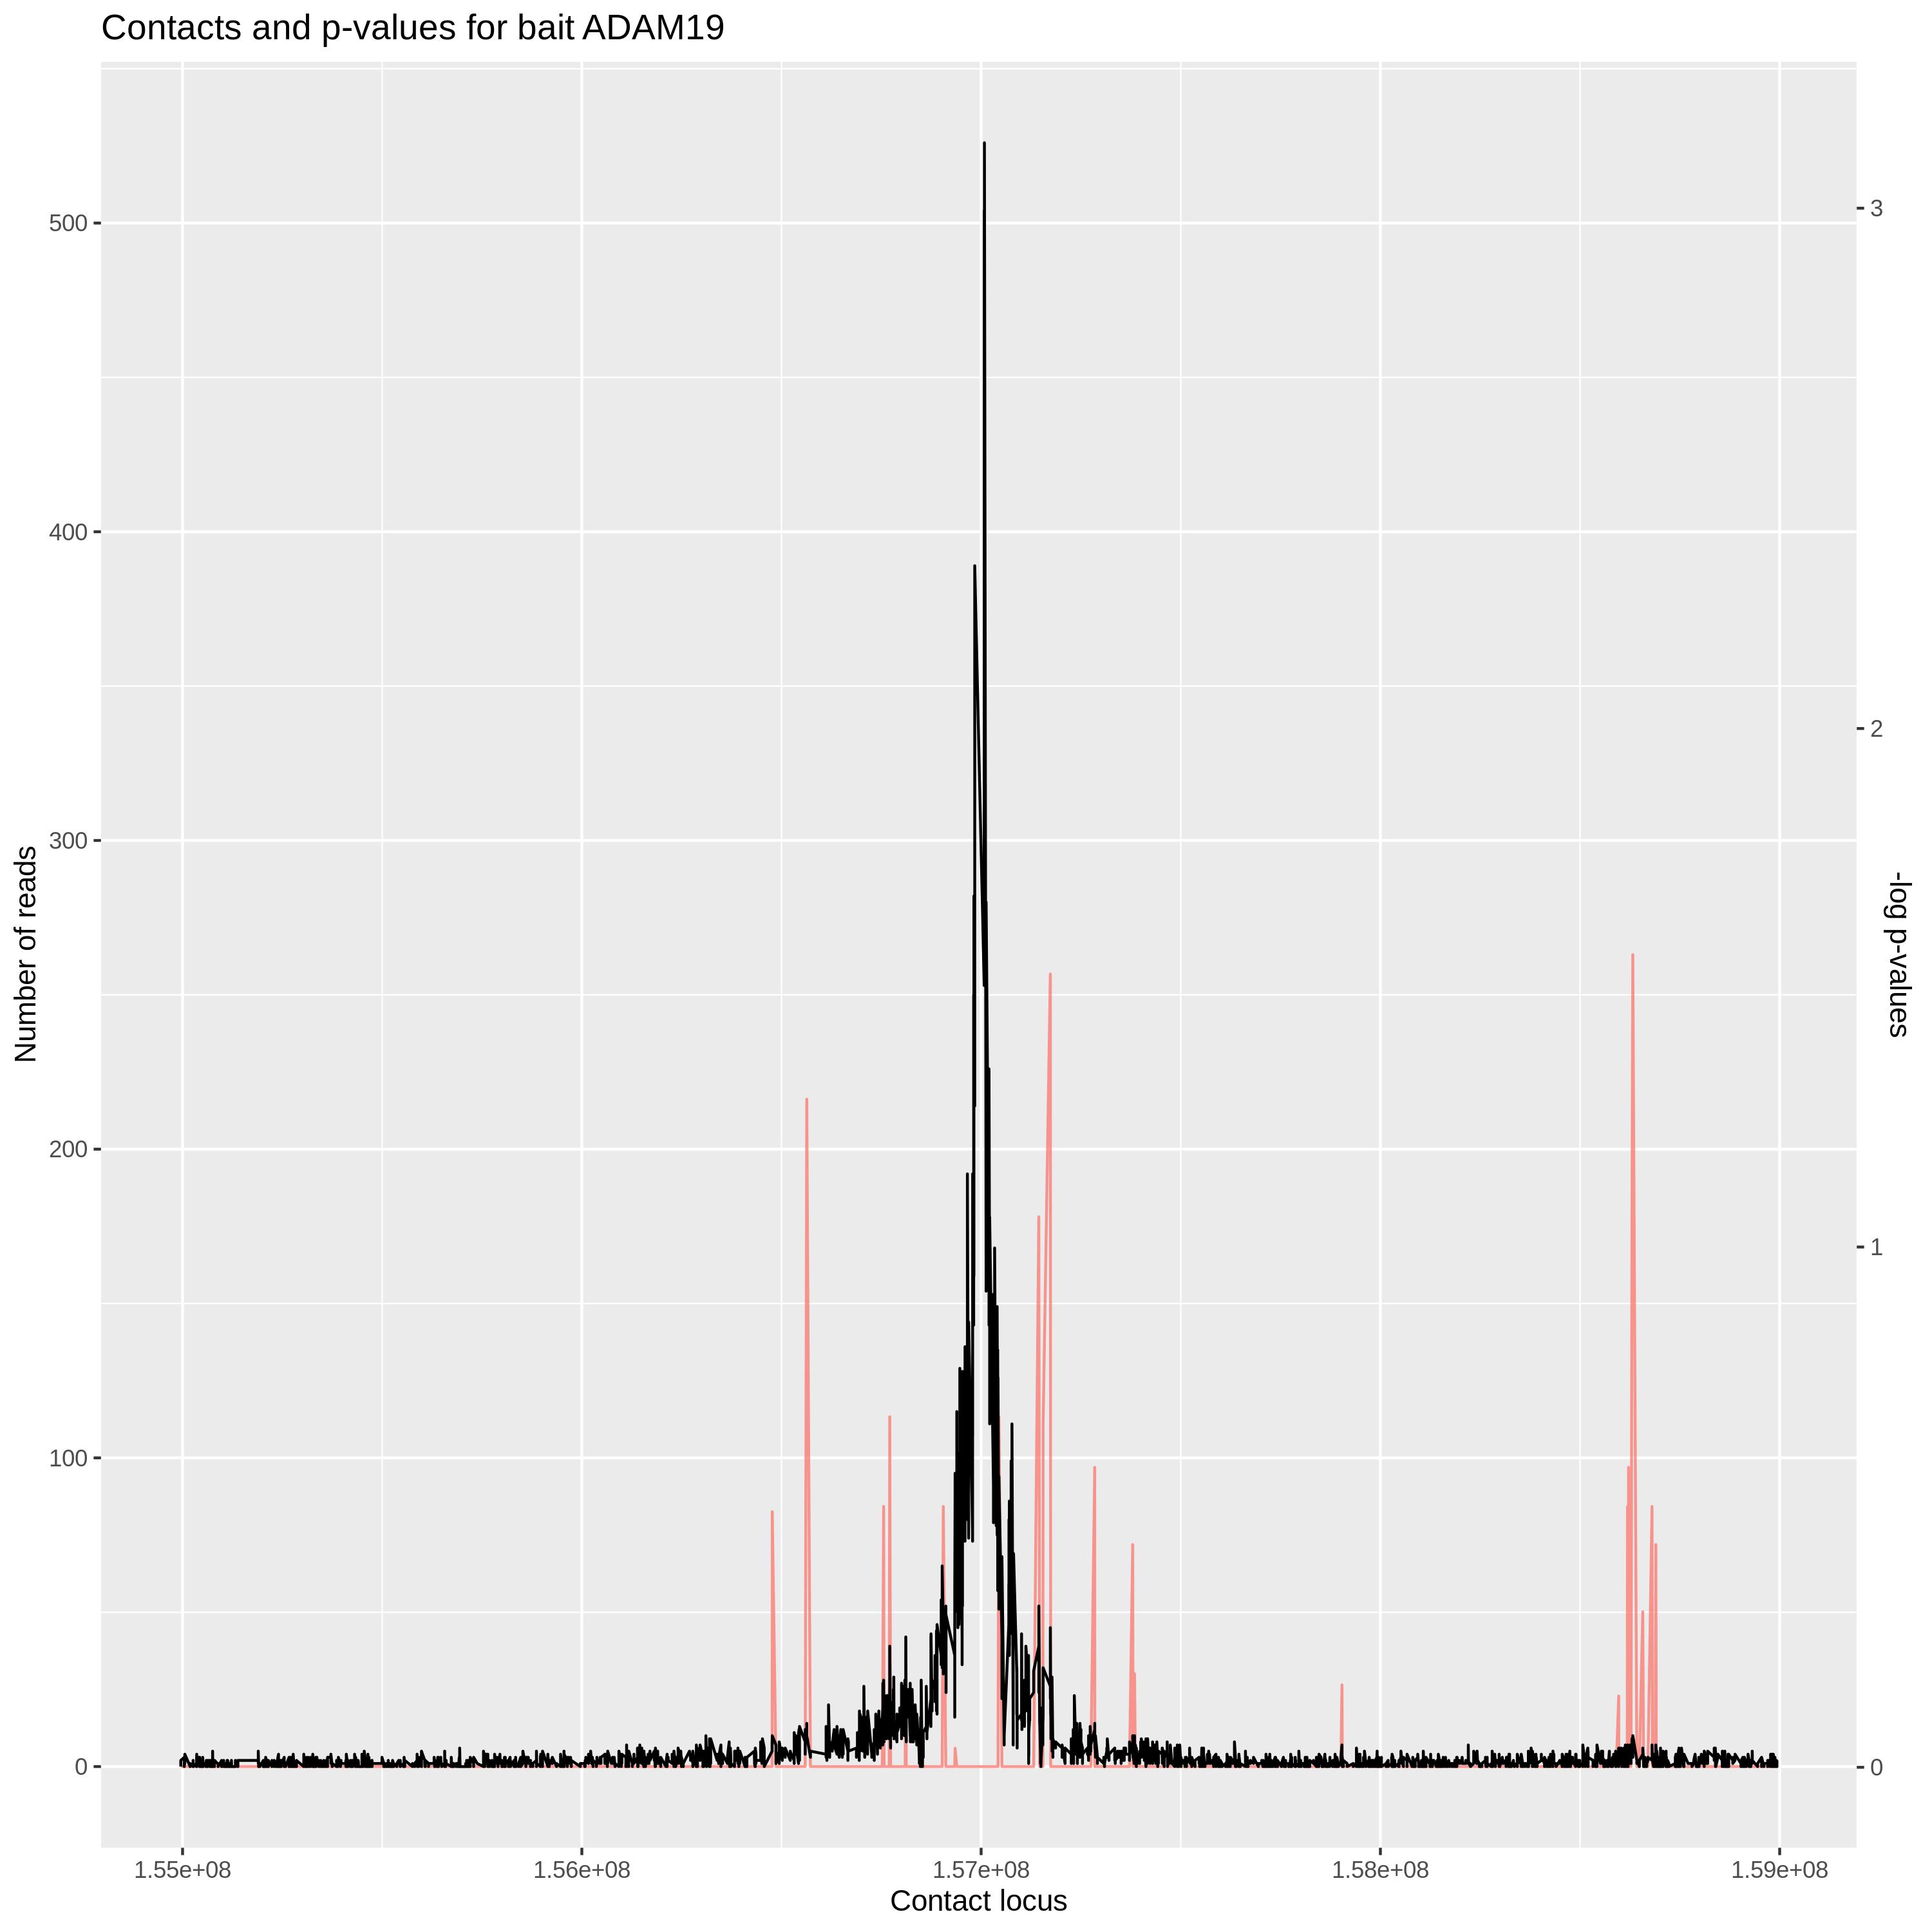 Contacts and p-values for bait ADAM19
500
400
300
200
100
0
Number of reads
3
2
1
0
-log p-values
1.55e+08 1.56e+08 1.57e+08 1.58e+08 1.59e+08
Contact locus